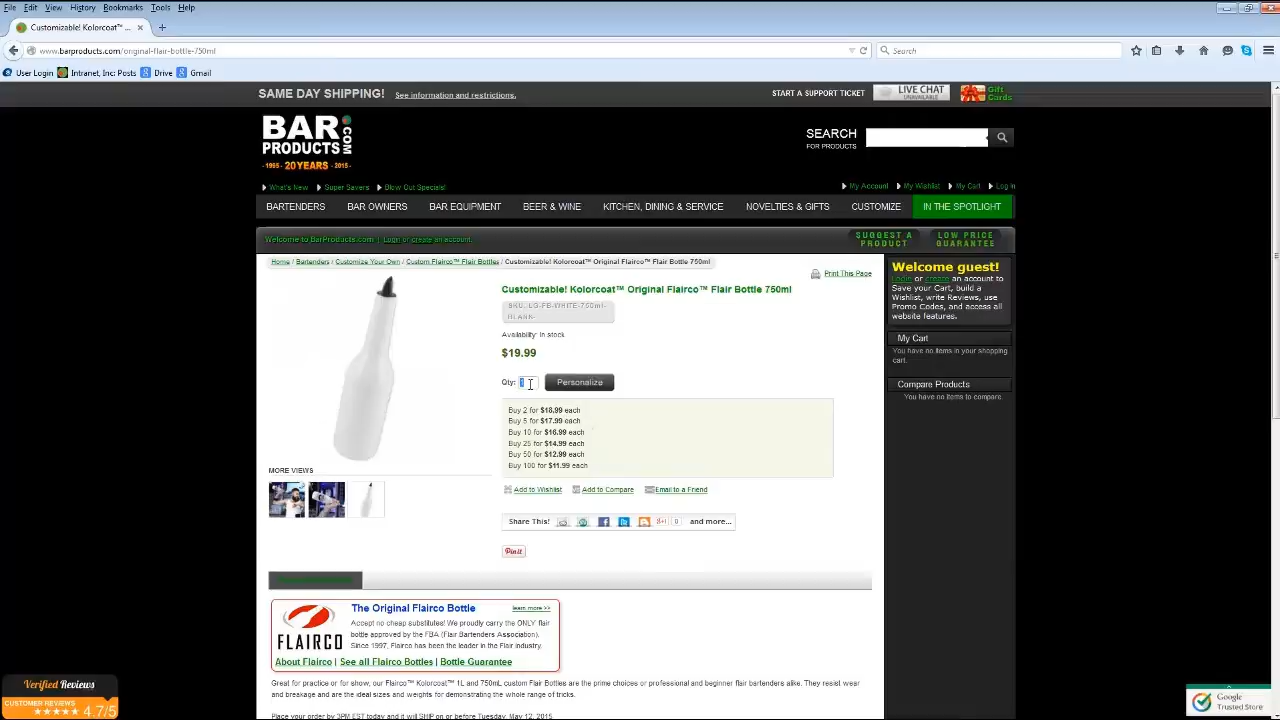 File Edit View History Bookmarks Tools Help
Customizable! Kolorcoat™ ...
www.barproducts.com/original-flair-bottle-750ml
Search
User Login Intranet, Inc: Posts Drive Gmail
SAME DAY SHIPPING! See information and restrictions.
START A SUPPORT TICKET LIVE CHAT UNAVAILABLE Gift Cards
BAR PRODUCTS .COM
- 1995 - 20 YEARS - 2015 -
SEARCH FOR PRODUCTS
What's New Super Savers Blow Out Specials!
My Account My Wishlist My Cart Log In
BARTENDERS BAR OWNERS BAR EQUIPMENT BEER & WINE KITCHEN, DINING & SERVICE NOVELTIES & GIFTS CUSTOMIZE IN THE SPOTLIGHT
Welcome to BarProducts.com | Login or create an account.
SUGGEST A PRODUCT
LOW PRICE GUARANTEE
Home / Bartenders / Customize Your Own / Custom Flairco™ Flair Bottles / Customizable! Kolorcoat™ Original Flairco™ Flair Bottle 750ml
Print This Page
Customizable! Kolorcoat™ Original Flairco™ Flair Bottle 750ml
SKU: LG-FB-WHITE-750ml-
BLANK-
Availability: In stock
$19.99
Qty: 1 Personalize
Buy 2 for $18.99 each
Buy 5 for $17.99 each
Buy 10 for $16.99 each
Buy 25 for $14.99 each
Buy 50 for $12.99 each
Buy 100 for $11.99 each
MORE VIEWS
Add to Wishlist Add to Compare Email to a Friend
Share This! g+1 0 and more...
Pin it
Welcome guest!
Login or create an account to
Save your Cart, build a
Wishlist, write Reviews, use
Promo Codes, and access all
website features.
My Cart
You have no items in your shopping
cart.
Compare Products
You have no items to compare.
FLAIRCO
The Original Flairco Bottle learn more >>
Accept no cheap substitutes! We proudly carry the ONLY flair
bottle approved by the FBA (Flair Bartenders Association).
Since 1997, Flairco has been the leader in the Flair industry.
About Flairco | See all Flairco Bottles | Bottle Guarantee
Great for practice or for show, our Flairco™ Kolorcoat™ 1L and 750mL custom Flair Bottles are the prime choices or professional and beginner flair bartenders alike. They resist wear
and breakage and are the ideal sizes and weights for demonstrating the whole range of tricks.
Place your order by 3PM EST today and it will SHIP on or before Tuesday, May 12, 2015
Verified Reviews
CUSTOMER REVIEWS
4.7/5
Google
Trusted Store